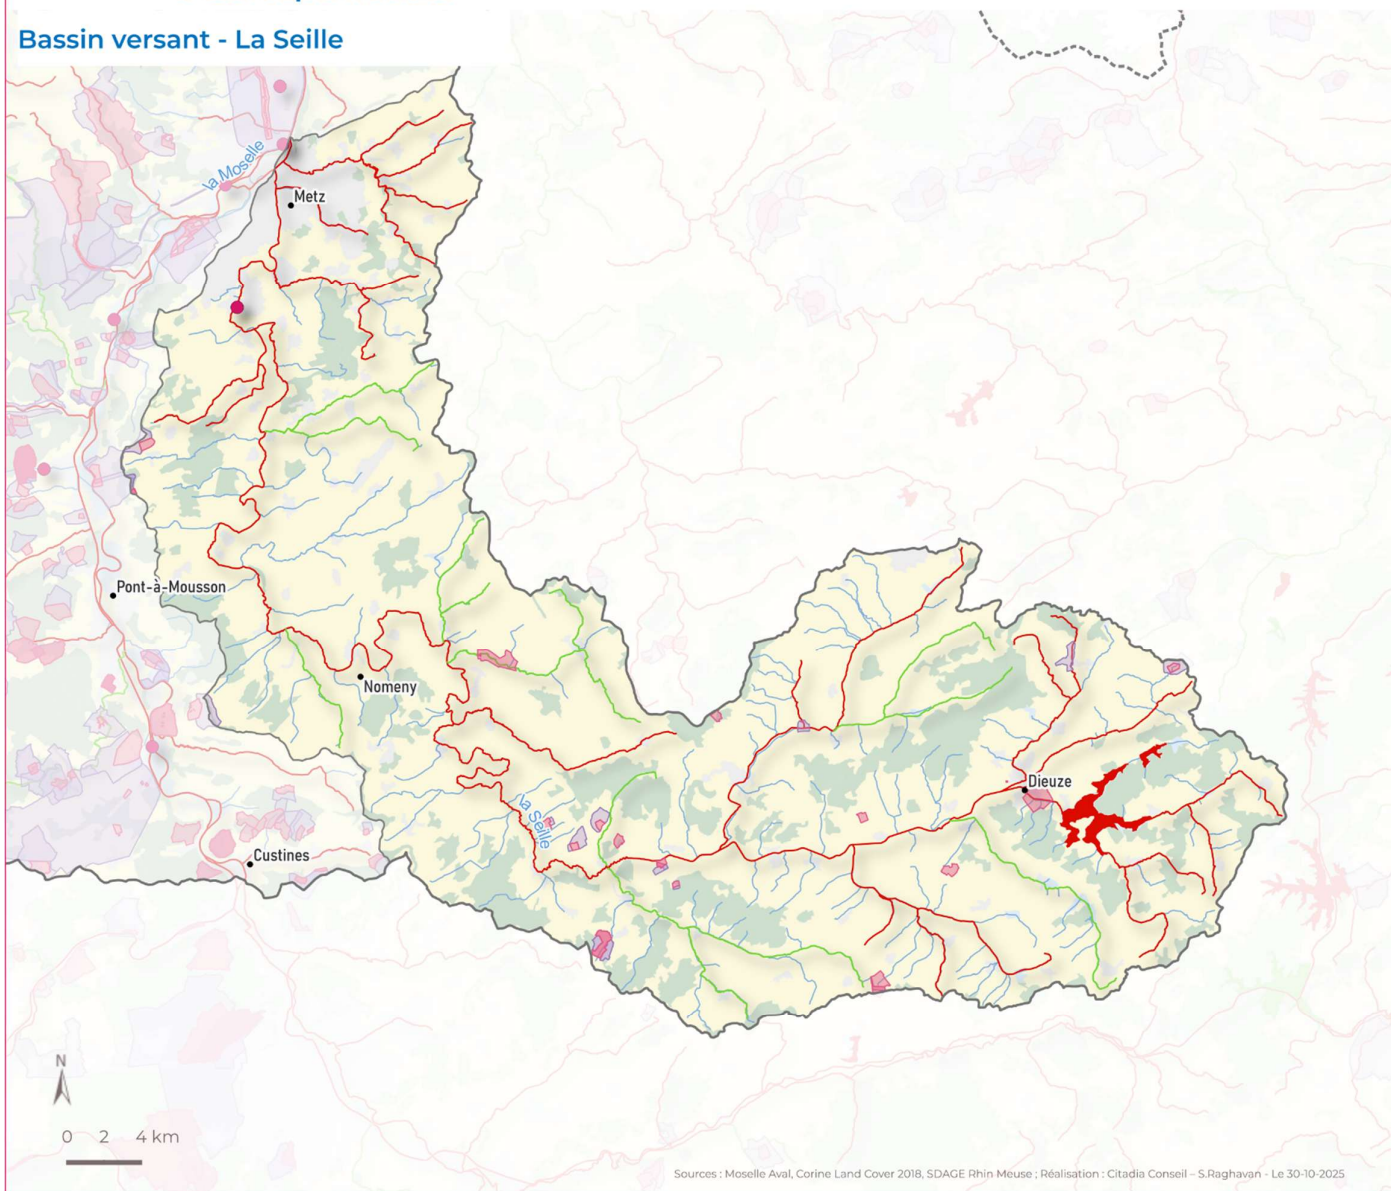 Bassin versant - La Seille
la Moselle
Metz
Pont-à-Mousson
Nomeny
Dieuze
la Seille
Custines
N
0 2 4 km
Sources : Moselle Aval, Corine Land Cover 2018, SDAGE Rhin Meuse ; Réalisation : Citadia Conseil – S.Raghavan - Le 30-10-2025